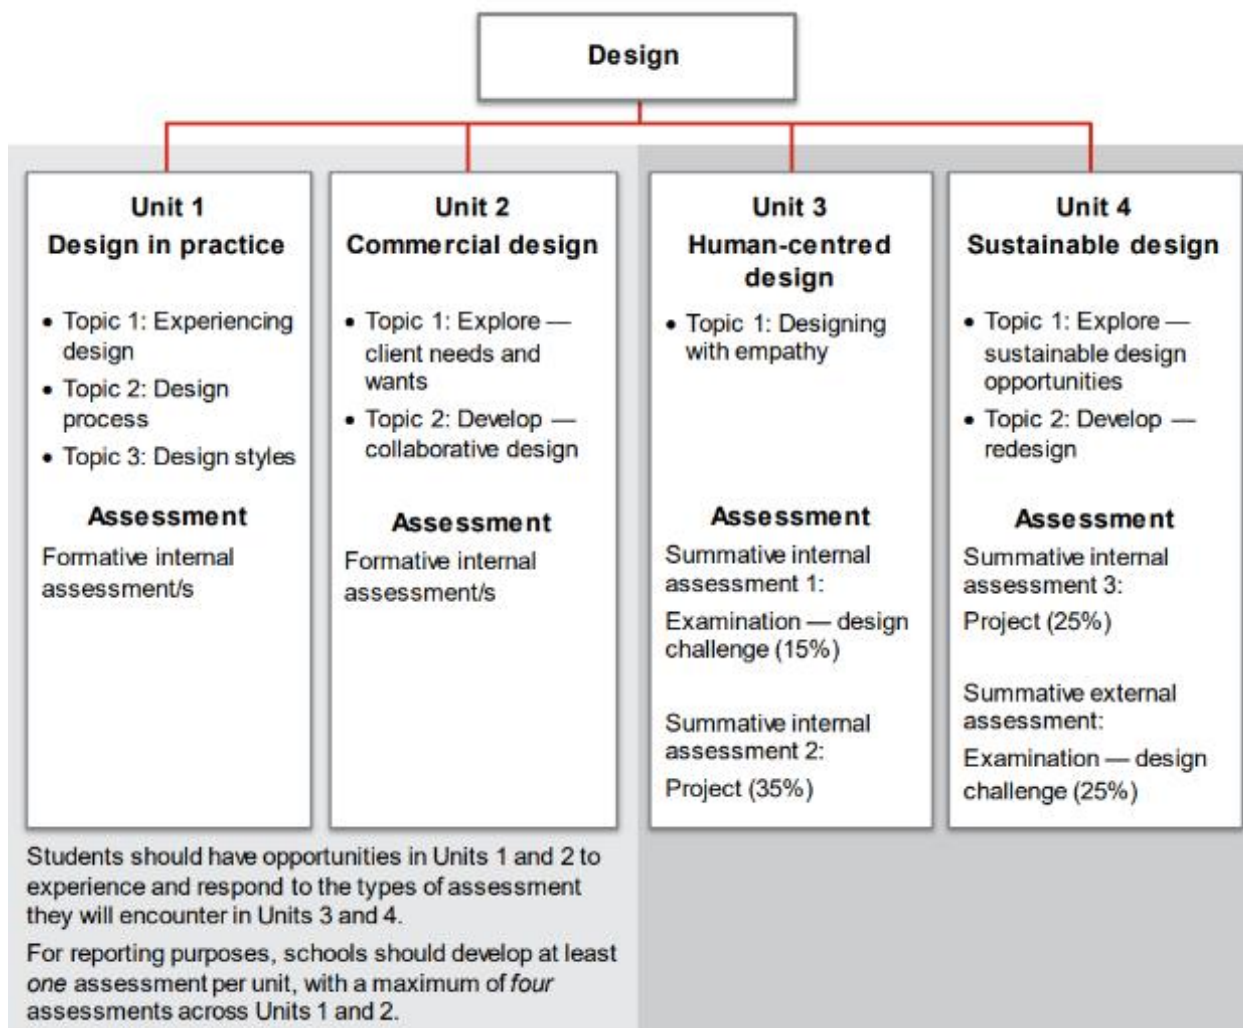 Design
Unit 1
Design in practice
• Topic 1: Experiencing
design
• Topic 2: Design
process
• Topic 3: Design styles
Assessment
Formative internal
assessment/s
Unit 2
Commercial design
• Topic 1: Explore —
client needs and
wants
• Topic 2: Develop —
collaborative design
Assessment
Formative internal
assessment/s
Unit 3
Human-centred
design
• Topic 1: Designing
with empathy
Assessment
Summative internal
assessment 1:
Examination — design
challenge (15%)
Summative internal
assessment 2:
Project (35%)
Unit 4
Sustainable design
• Topic 1: Explore —
sustainable design
opportunities
• Topic 2: Develop —
redesign
Assessment
Summative internal
assessment 3:
Project (25%)
Summative external
assessment:
Examination — design
challenge (25%)
Students should have opportunities in Units 1 and 2 to
experience and respond to the types of assessment
they will encounter in Units 3 and 4.
For reporting purposes, schools should develop at least
one assessment per unit, with a maximum of four
assessments across Units 1 and 2.